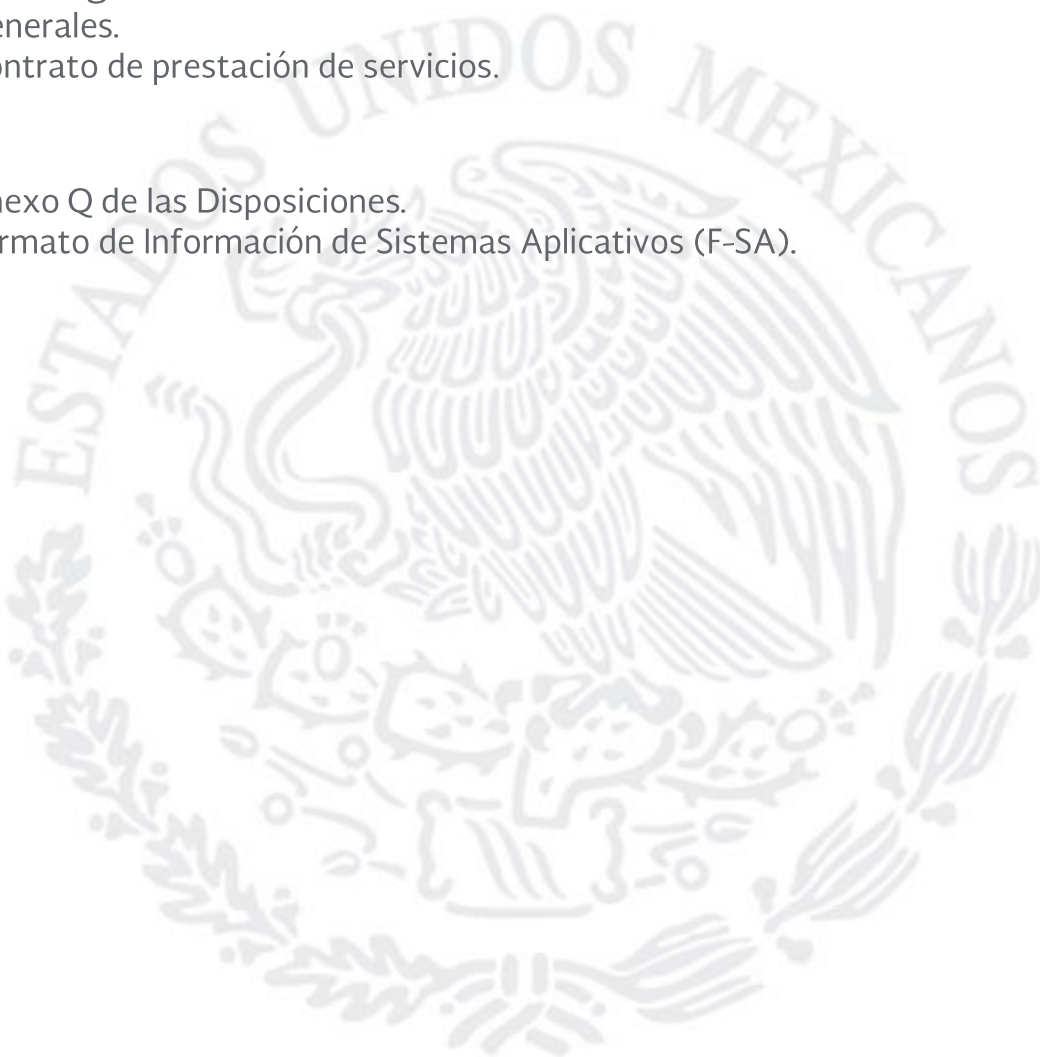 enerales.
ontrato de prestación de servicios.
exo Q de las Disposiciones.
rmato de Información de Sistemas Aplicativos (F-SA).
ESTADOS UNIDOS MEXICANOS